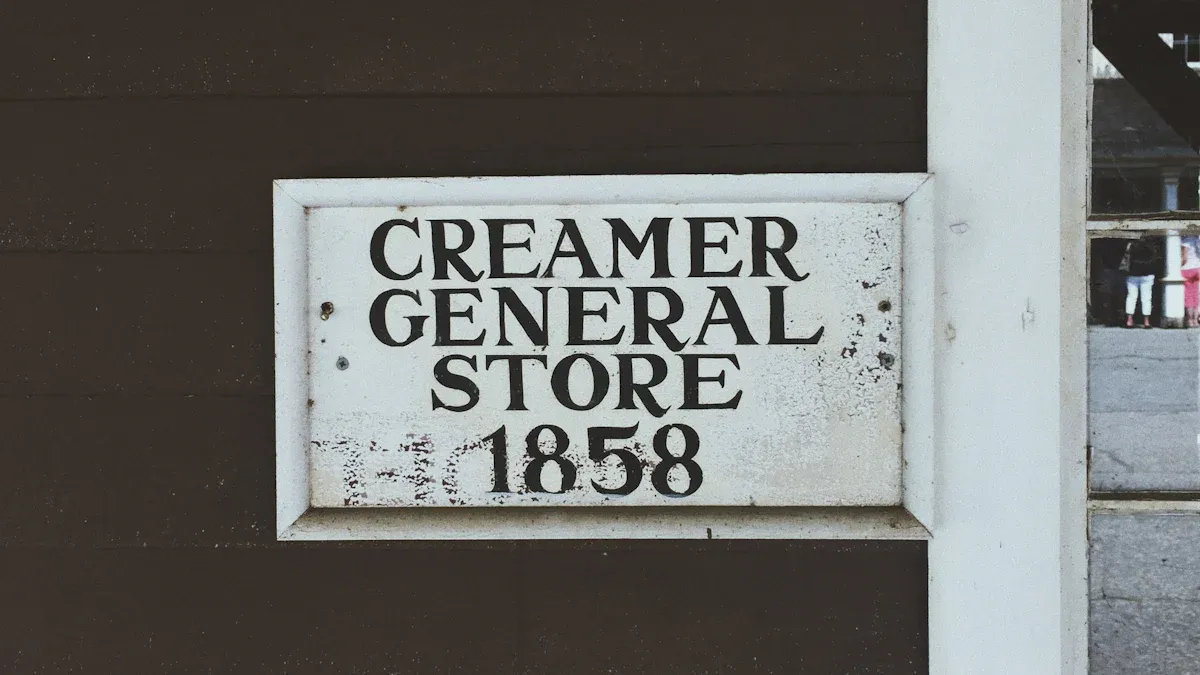 CREAMER
GENERAL
STORE
1858